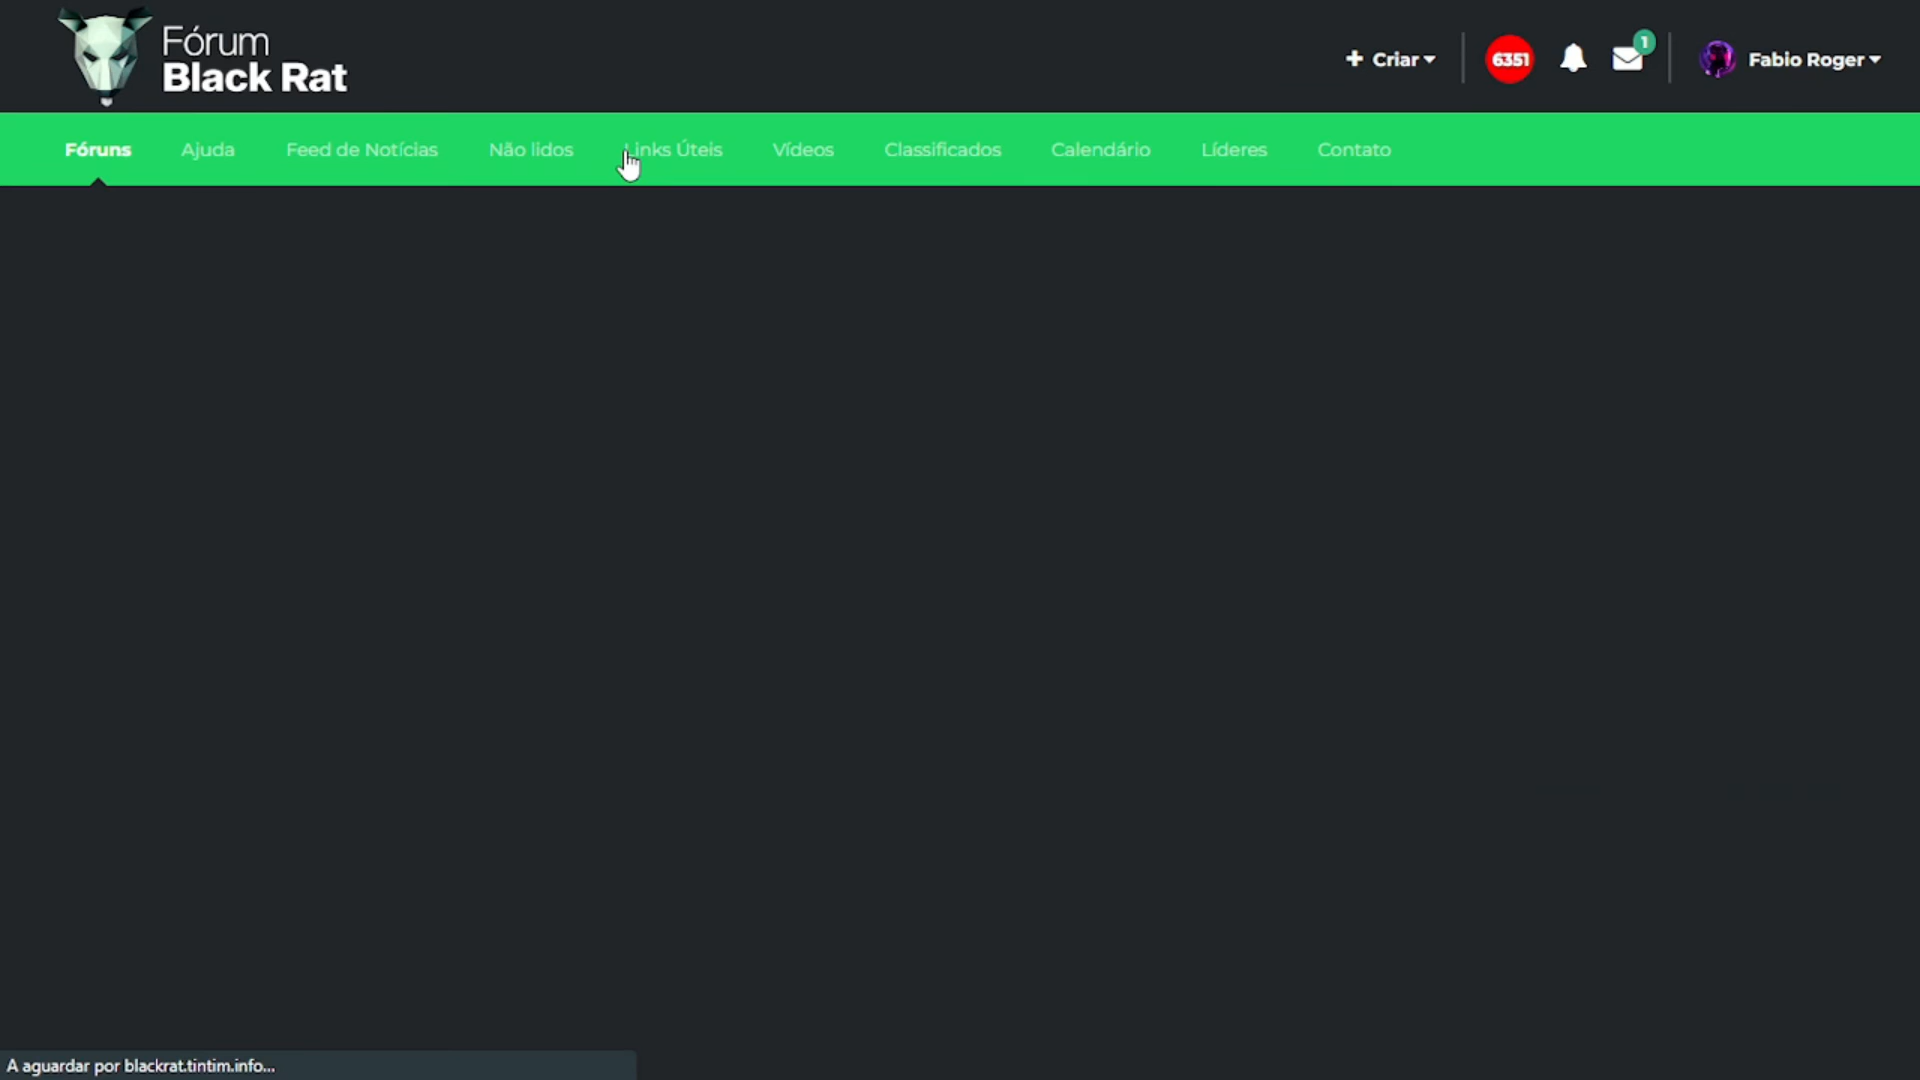 Fórum
Black Rat
Criar
6351
1
Fabio Roger
Fóruns
Ajuda
Feed de Notícias
Não lidos
Links Úteis
Vídeos
Classificados
Calendário
Líderes
Contato
A aguardar por blackrat.tintim.info...